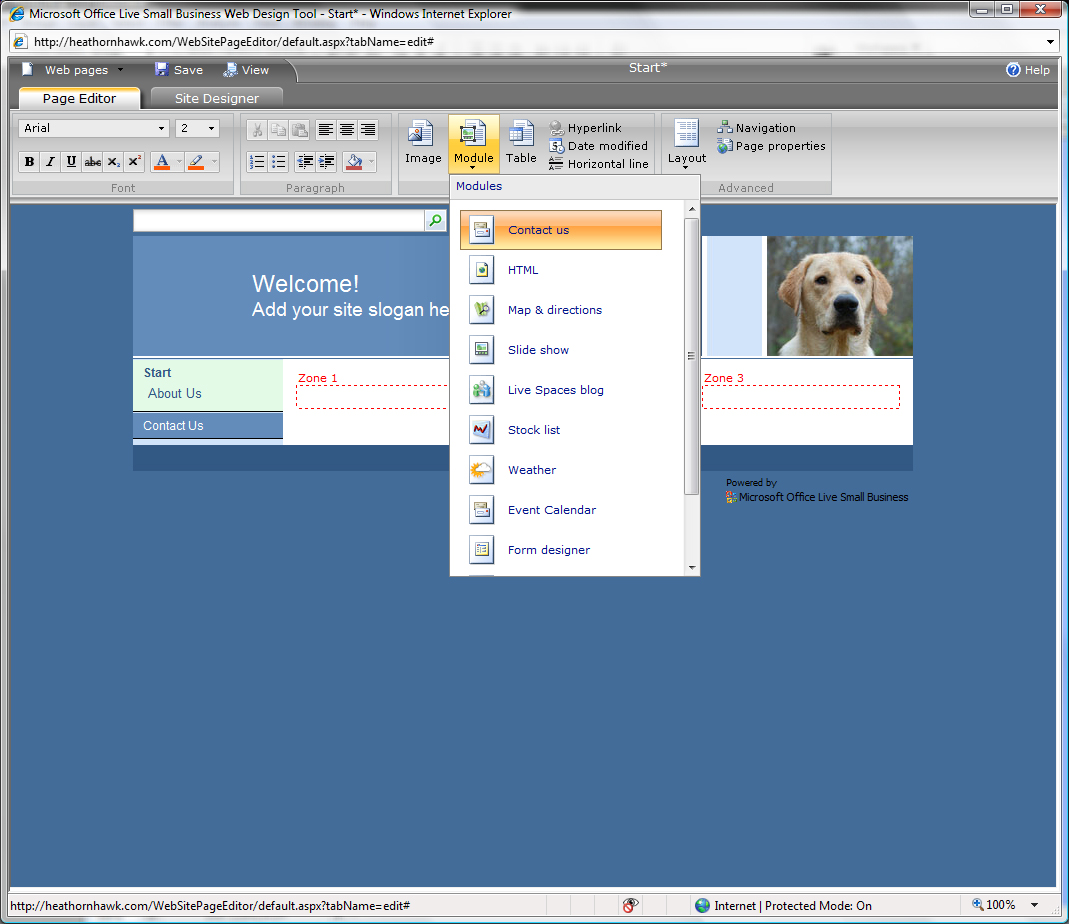 Microsoft Office Live Small Business Web Design Tool - Start* - Windows Internet Explorer
http://heathornhawk.com/WebSitePageEditor/default.aspx?tabName=edit#
Web pages Save View Start* Help
Page Editor Site Designer
Arial 2
B I U abc x₂ x²
A
Font
Paragraph
Image Module Table
Hyperlink
Date modified
Horizontal line
Layout
Navigation
Page properties
Advanced
Modules
Contact us
HTML
Map & directions
Slide show
Live Spaces blog
Stock list
Weather
Event Calendar
Form designer
Welcome!
Add your site slogan he
Start
About Us
Contact Us
Zone 1
Zone 3
Powered by
Microsoft Office Live Small Business
http://heathornhawk.com/WebSitePageEditor/default.aspx?tabName=edit# Internet | Protected Mode: On 100%